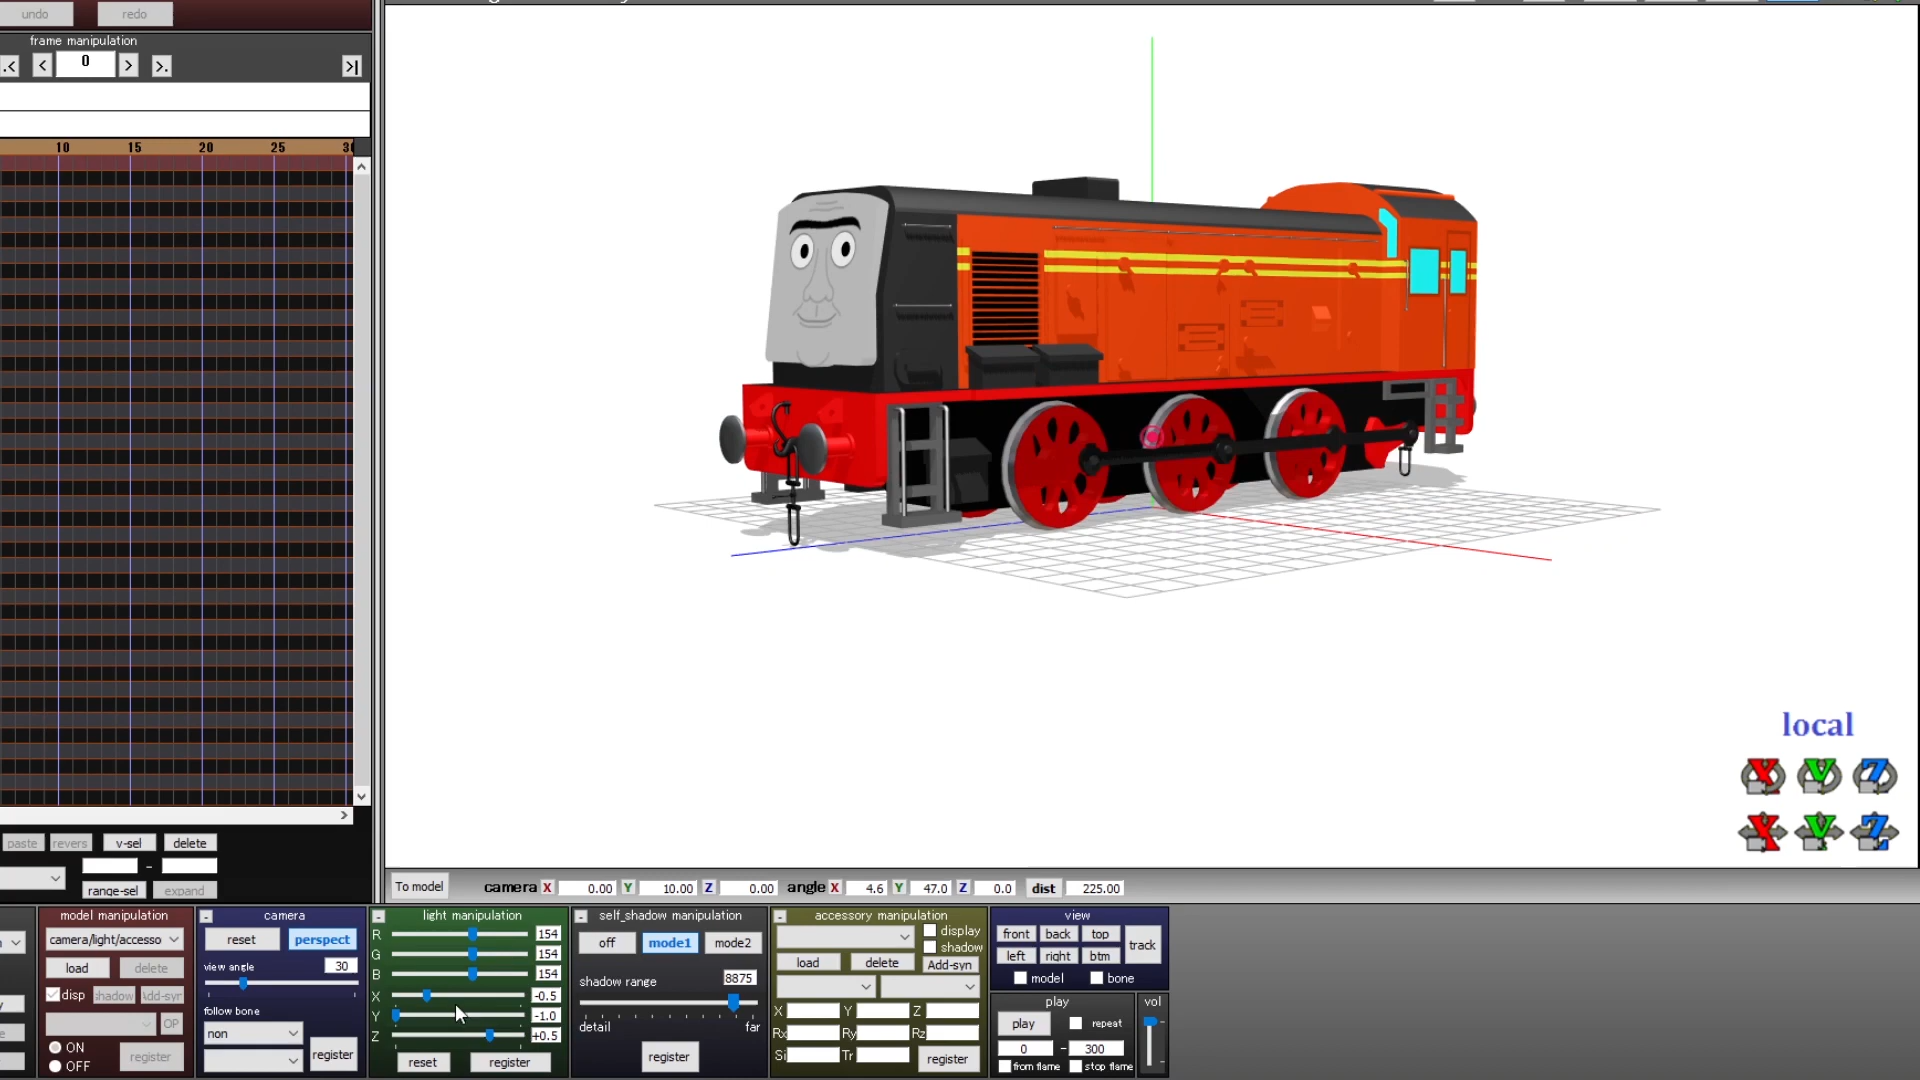 undo redo
frame manipulation
.< < 0 > >. >|
10 15 20 25
local
X Y Z
X Y Z
paste revers v-sel delete
-
range-sel expand
To model camera X 0.00 Y 10.00 Z 0.00 angle X 4.6 Y 47.0 Z 0.0 dist 225.00
model manipulation
camera/light/accesso
load delete
disp shadow Add-syn
OP
ON
OFF
register
- camera
reset perspect
view angle 30
follow bone
non
register
- light manipulation
R 154
G 154
B 154
X -0.5
Y -1.0
Z +0.5
reset register
- self_shadow manipulation
off mode1 mode2
shadow range 8875
detail far
register
- accessory manipulation
display
shadow
load delete Add-syn
X Y Z
Rx Ry Rz
Si Tr register
view
front back top
left right btm
track
model bone
play
play repeat
0 - 300
from flame stop flame
vol